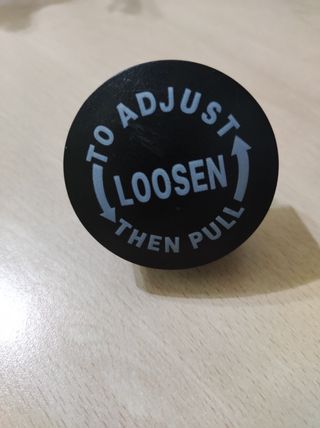 TO ADJUST
LOOSEN
THEN PULL